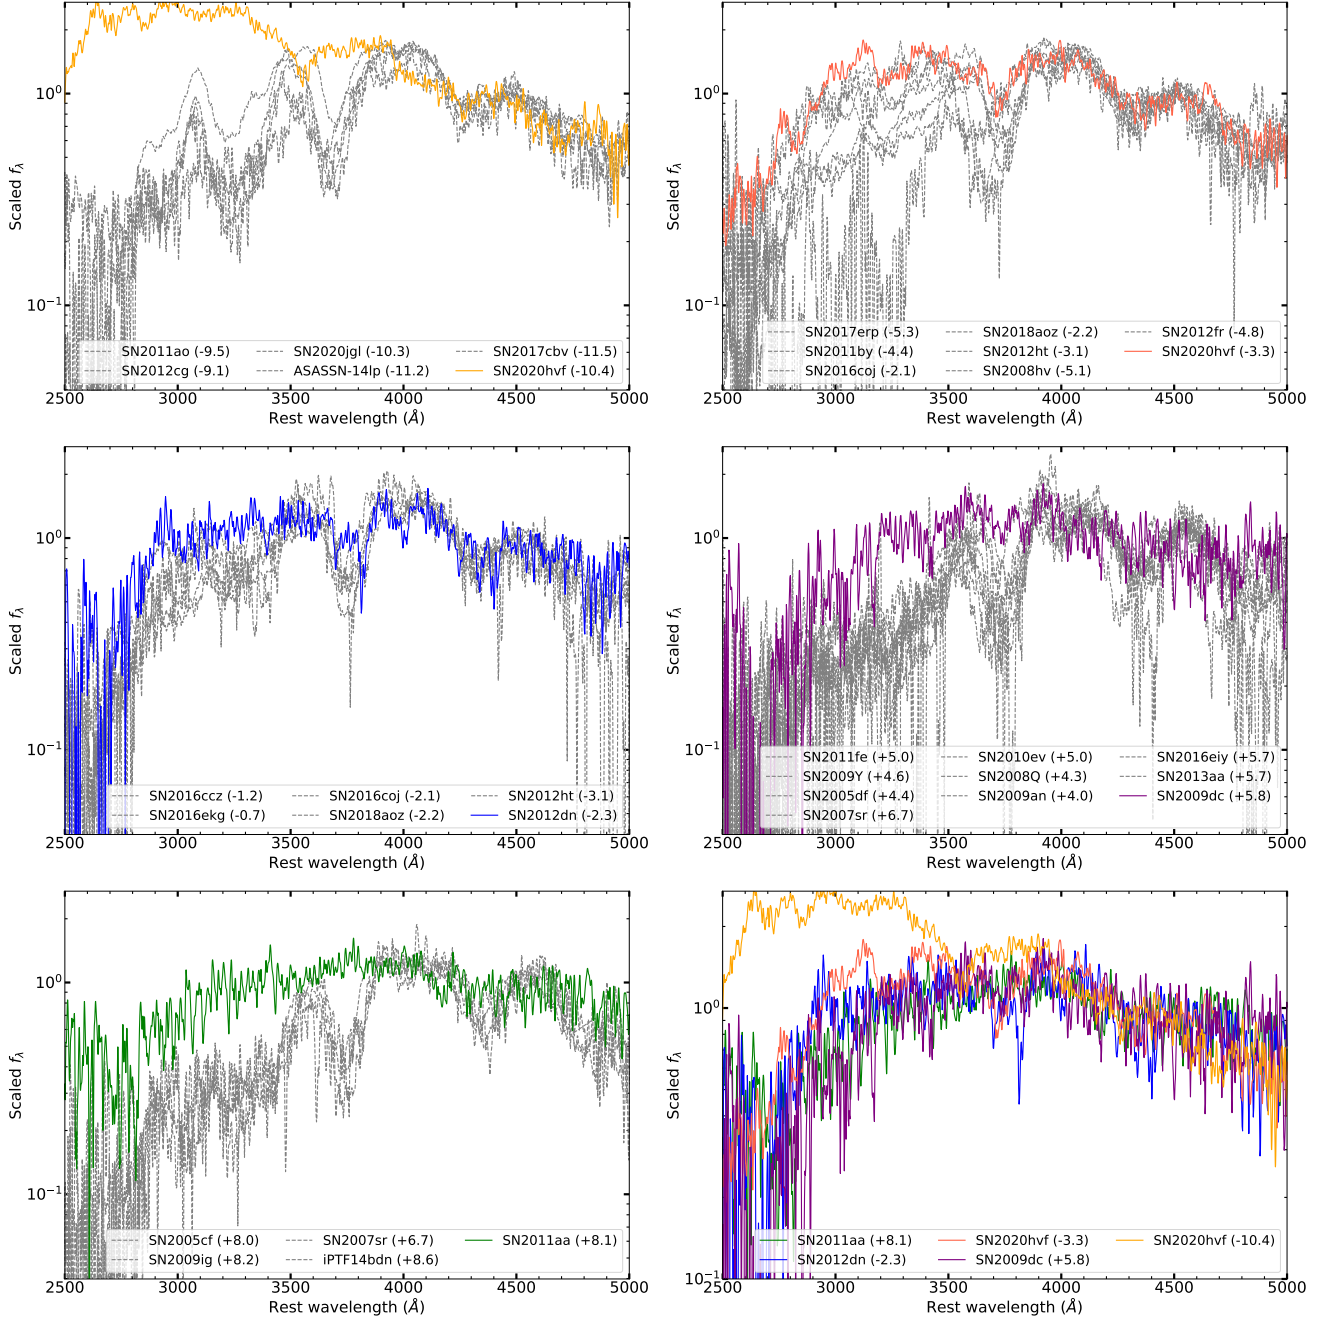 10⁰
10⁻¹
Scaled fλ
SN2011ao (-9.5) SN2020jgl (-10.3) SN2017cbv (-11.5)
SN2012cg (-9.1) ASASSN-14lp (-11.2) SN2020hvf (-10.4)
2500 3000 3500 4000 4500 5000
Rest wavelength (Å)
10⁰
10⁻¹
Scaled fλ
SN2017erp (-5.3) SN2018aoz (-2.2) SN2012fr (-4.8)
SN2011by (-4.4) SN2012ht (-3.1) SN2020hvf (-3.3)
SN2016coj (-2.1) SN2008hv (-5.1)
2500 3000 3500 4000 4500 5000
Rest wavelength (Å)
10⁰
10⁻¹
Scaled fλ
SN2016ccz (-1.2) SN2016coj (-2.1) SN2012ht (-3.1)
SN2016ekg (-0.7) SN2018aoz (-2.2) SN2012dn (-2.3)
2500 3000 3500 4000 4500 5000
Rest wavelength (Å)
10⁰
10⁻¹
Scaled fλ
SN2011fe (+5.0) SN2010ev (+5.0) SN2016eiy (+5.7)
SN2009Y (+4.6) SN2008Q (+4.3) SN2013aa (+5.7)
SN2005df (+4.4) SN2009an (+4.0) SN2009dc (+5.8)
SN2007sr (+6.7)
2500 3000 3500 4000 4500 5000
Rest wavelength (Å)
10⁰
10⁻¹
Scaled fλ
SN2005cf (+8.0) SN2007sr (+6.7) SN2011aa (+8.1)
SN2009ig (+8.2) iPTF14bdn (+8.6)
2500 3000 3500 4000 4500 5000
Rest wavelength (Å)
10⁰
10⁻¹
Scaled fλ
SN2011aa (+8.1) SN2020hvf (-3.3) SN2020hvf (-10.4)
SN2012dn (-2.3) SN2009dc (+5.8)
2500 3000 3500 4000 4500 5000
Rest wavelength (Å)